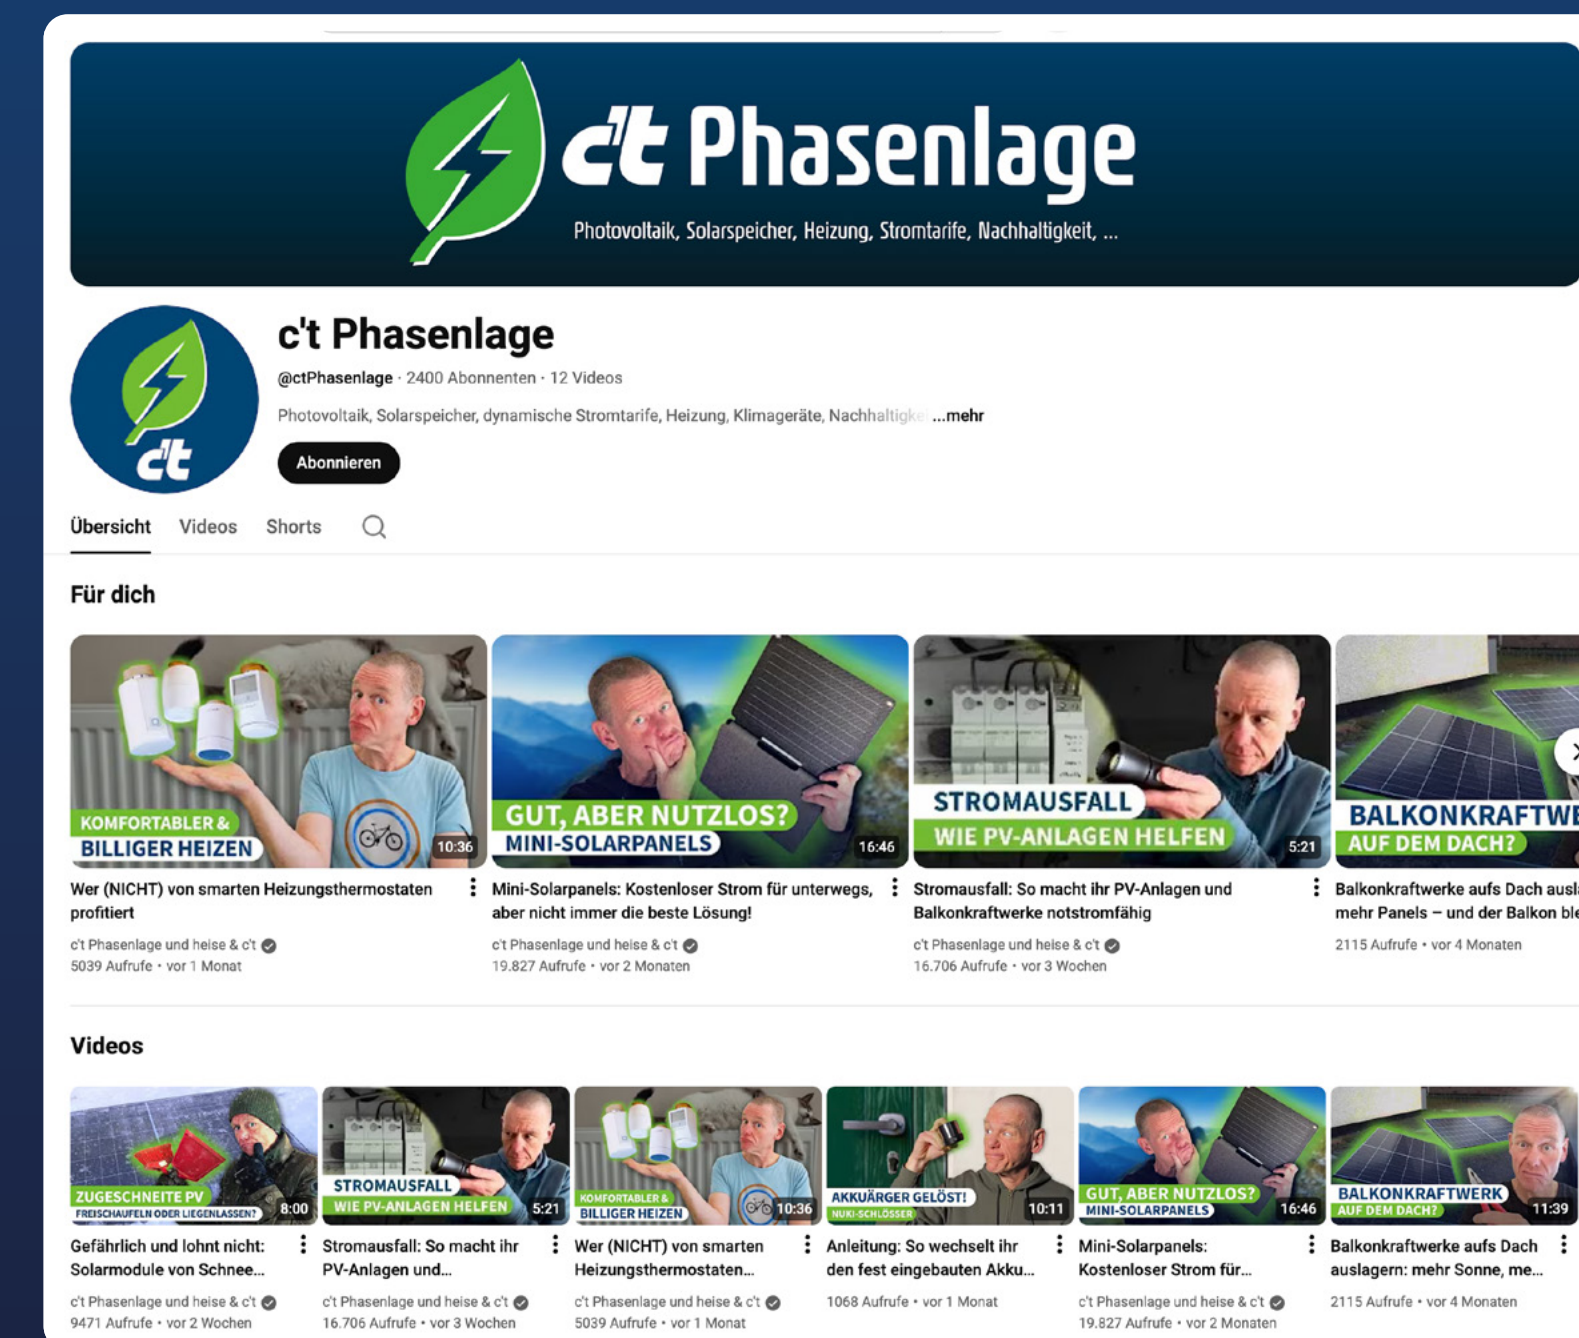 c't Phasenlage
Photovoltaik, Solarspeicher, Heizung, Stromtarife, Nachhaltigkeit, ...
c't
c't Phasenlage
@ctPhasenlage · 2400 Abonnenten · 12 Videos
Photovoltaik, Solarspeicher, dynamische Stromtarife, Heizung, Klimageräte, Nachhaltigke ...mehr
Abonnieren
Übersicht Videos Shorts
Für dich
KOMFORTABLER &
BILLIGER HEIZEN
10:36
GUT, ABER NUTZLOS?
MINI-SOLARPANELS
16:46
STROMAUSFALL
WIE PV-ANLAGEN HELFEN
5:21
BALKONKRAFTWE
AUF DEM DACH?
Wer (NICHT) von smarten Heizungsthermostaten
profitiert
c't Phasenlage und heise & c't
5039 Aufrufe • vor 1 Monat
Mini-Solarpanels: Kostenloser Strom für unterwegs,
aber nicht immer die beste Lösung!
c't Phasenlage und heise & c't
19.827 Aufrufe • vor 2 Monaten
Stromausfall: So macht ihr PV-Anlagen und
Balkonkraftwerke notstromfähig
c't Phasenlage und heise & c't
16.706 Aufrufe • vor 3 Wochen
Balkonkraftwerke aufs Dach ausla
mehr Panels – und der Balkon ble
2115 Aufrufe • vor 4 Monaten
Videos
ZUGESCHNEITE PV
FREISCHAUFELN ODER LIEGENLASSEN?
8:00
STROMAUSFALL
WIE PV-ANLAGEN HELFEN
5:21
KOMFORTABLER &
BILLIGER HEIZEN
10:36
AKKUÄRGER GELÖST!
NUKI-SCHLÖSSER
10:11
GUT, ABER NUTZLOS?
MINI-SOLARPANELS
16:46
BALKONKRAFTWERK
AUF DEM DACH?
11:39
Gefährlich und lohnt nicht:
Solarmodule von Schnee...
c't Phasenlage und heise & c't
9471 Aufrufe • vor 2 Wochen
Stromausfall: So macht ihr
PV-Anlagen und...
c't Phasenlage und heise & c't
16.706 Aufrufe • vor 3 Wochen
Wer (NICHT) von smarten
Heizungsthermostaten...
c't Phasenlage und heise & c't
5039 Aufrufe • vor 1 Monat
Anleitung: So wechselt ihr
den fest eingebauten Akku...
1068 Aufrufe • vor 1 Monat
Mini-Solarpanels:
Kostenloser Strom für...
c't Phasenlage und heise & c't
19.827 Aufrufe • vor 2 Monaten
Balkonkraftwerke aufs Dach
auslagern: mehr Sonne, me...
2115 Aufrufe • vor 4 Monaten